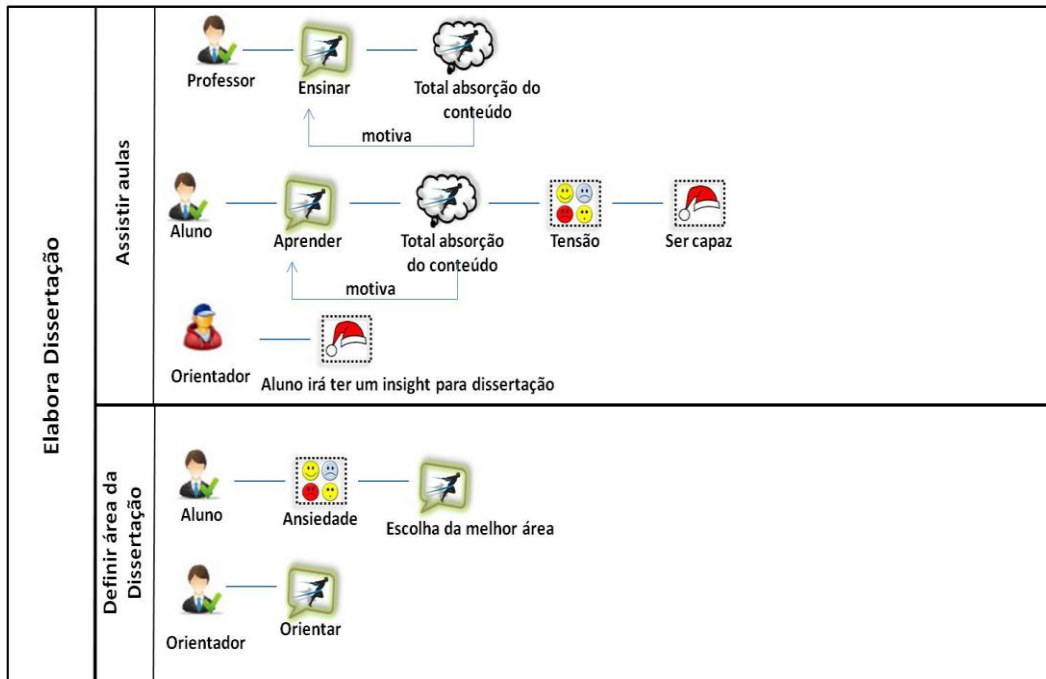 Elabora Dissertação
Assistir aulas
Professor
Ensinar
Total absorção do
conteúdo
motiva
Aluno
Aprender
Total absorção
do conteúdo
Tensão
Ser capaz
motiva
Orientador
Aluno irá ter um insight para dissertação
Definir área da
Dissertação
Aluno
Ansiedade
Escolha da melhor área
Orientador
Orientar